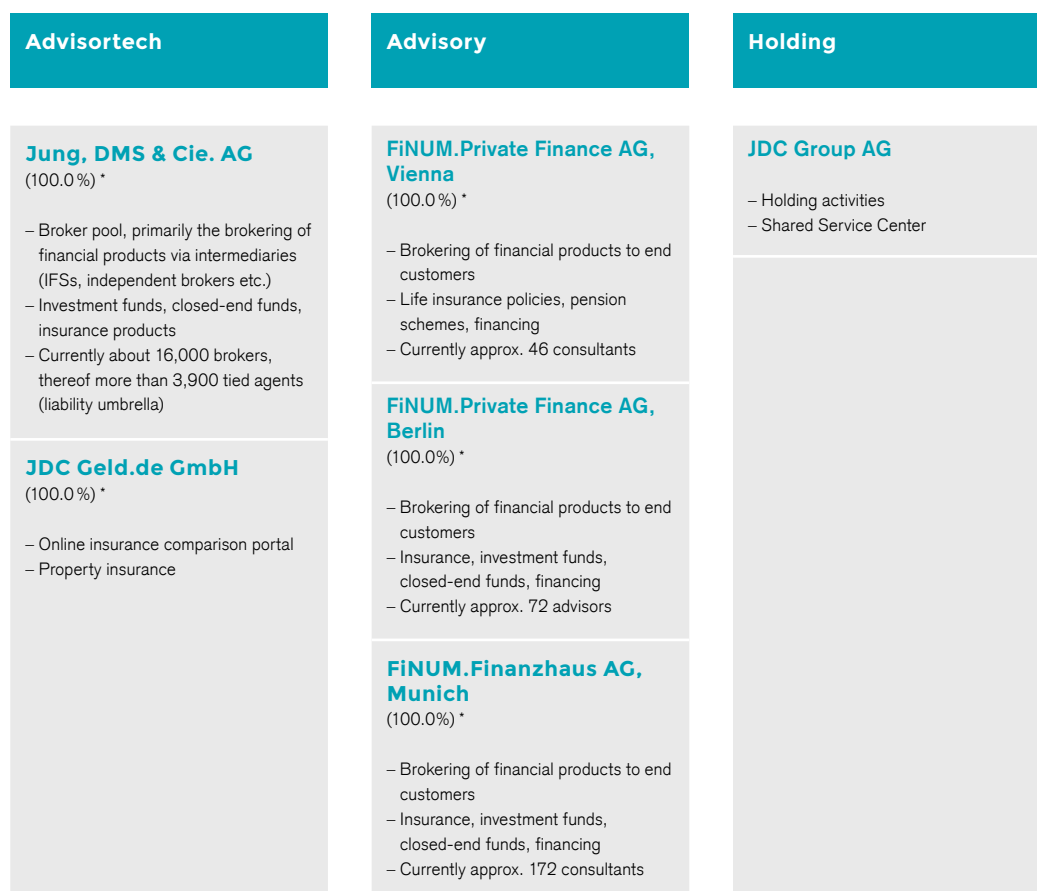 Advisortech
Jung, DMS & Cie. AG
(100.0 %) *
– Broker pool, primarily the brokering of
financial products via intermediaries
(IFSs, independent brokers etc.)
– Investment funds, closed-end funds,
insurance products
– Currently about 16,000 brokers,
thereof more than 3,900 tied agents
(liability umbrella)
JDC Geld.de GmbH
(100.0 %) *
– Online insurance comparison portal
– Property insurance
Advisory
FiNUM.Private Finance AG,
Vienna
(100.0 %) *
– Brokering of financial products to end
customers
– Life insurance policies, pension
schemes, financing
– Currently approx. 46 consultants
FiNUM.Private Finance AG,
Berlin
(100.0%) *
– Brokering of financial products to end
customers
– Insurance, investment funds,
closed-end funds, financing
– Currently approx. 72 advisors
FiNUM.Finanzhaus AG,
Munich
(100.0%) *
– Brokering of financial products to end
customers
– Insurance, investment funds,
closed-end funds, financing
– Currently approx. 172 consultants
Holding
JDC Group AG
– Holding activities
– Shared Service Center